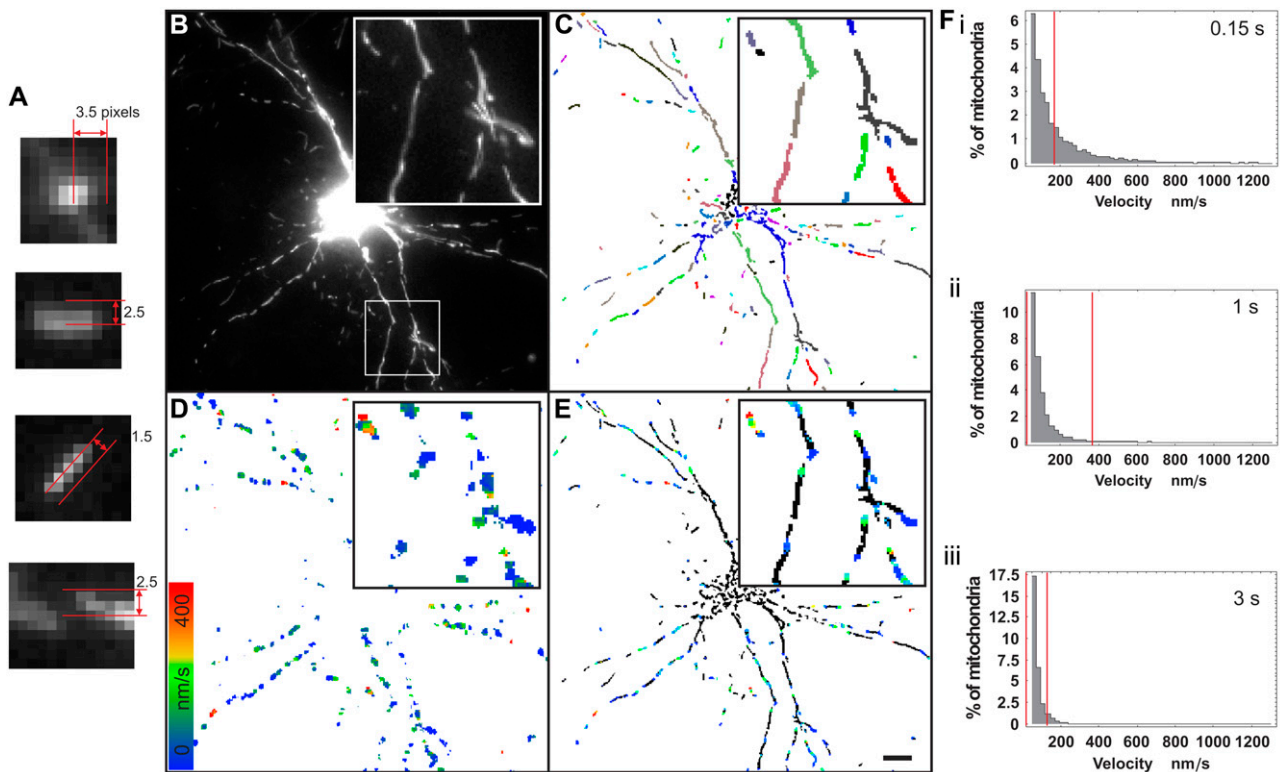 A
3.5 pixels
2.5
1.5
2.5
B
C
D
400
nm/s
0
E
F i
0.15 s
% of mitochondria
6
5
4
3
2
1
0
200 400 600 800 1000 1200
Velocity nm/s
ii
1 s
% of mitochondria
10
8
6
4
2
0
200 400 600 800 1000 1200
Velocity nm/s
iii
3 s
% of mitochondria
17.5
15
12.5
10
7.5
5
2.5
0
200 400 600 800 1000 1200
Velocity nm/s